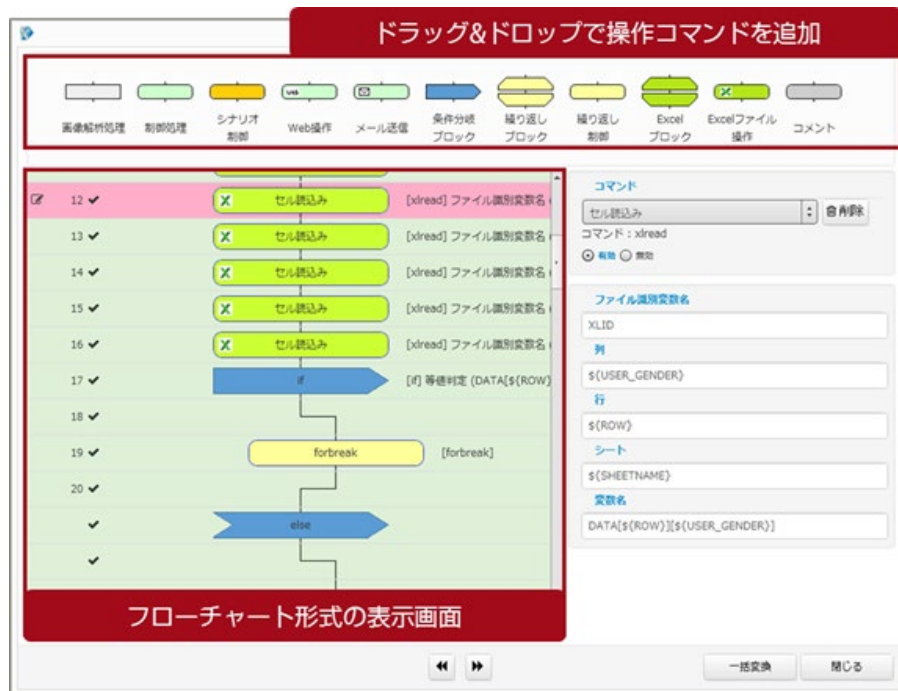 ドラッグ&ドロップで操作コマンドを追加
画像解析処理
制御処理
シナリオ
制御
Web
Web操作
メール送信
条件分岐
ブロック
繰り返し
ブロック
繰り返し
制御
Excel
ブロック
Excelファイル
操作
コメント
12 セル読込み [xlread] ファイル識別変数名
13 セル読込み [xlread] ファイル識別変数名
14 セル読込み [xlread] ファイル識別変数名
15 セル読込み [xlread] ファイル識別変数名
16 セル読込み [xlread] ファイル識別変数名
17 if [if] 等値判定 (DATA[${ROW}
18
19 forbreak [forbreak]
20
else
フローチャート形式の表示画面
コマンド
セル読込み 削除
コマンド : xlread
有効 無効
ファイル識別変数名
XLID
列
${USER_GENDER}
行
${ROW}
シート
${SHEETNAME}
変数名
DATA[${ROW}][${USER_GENDER}]
一括変換 閉じる